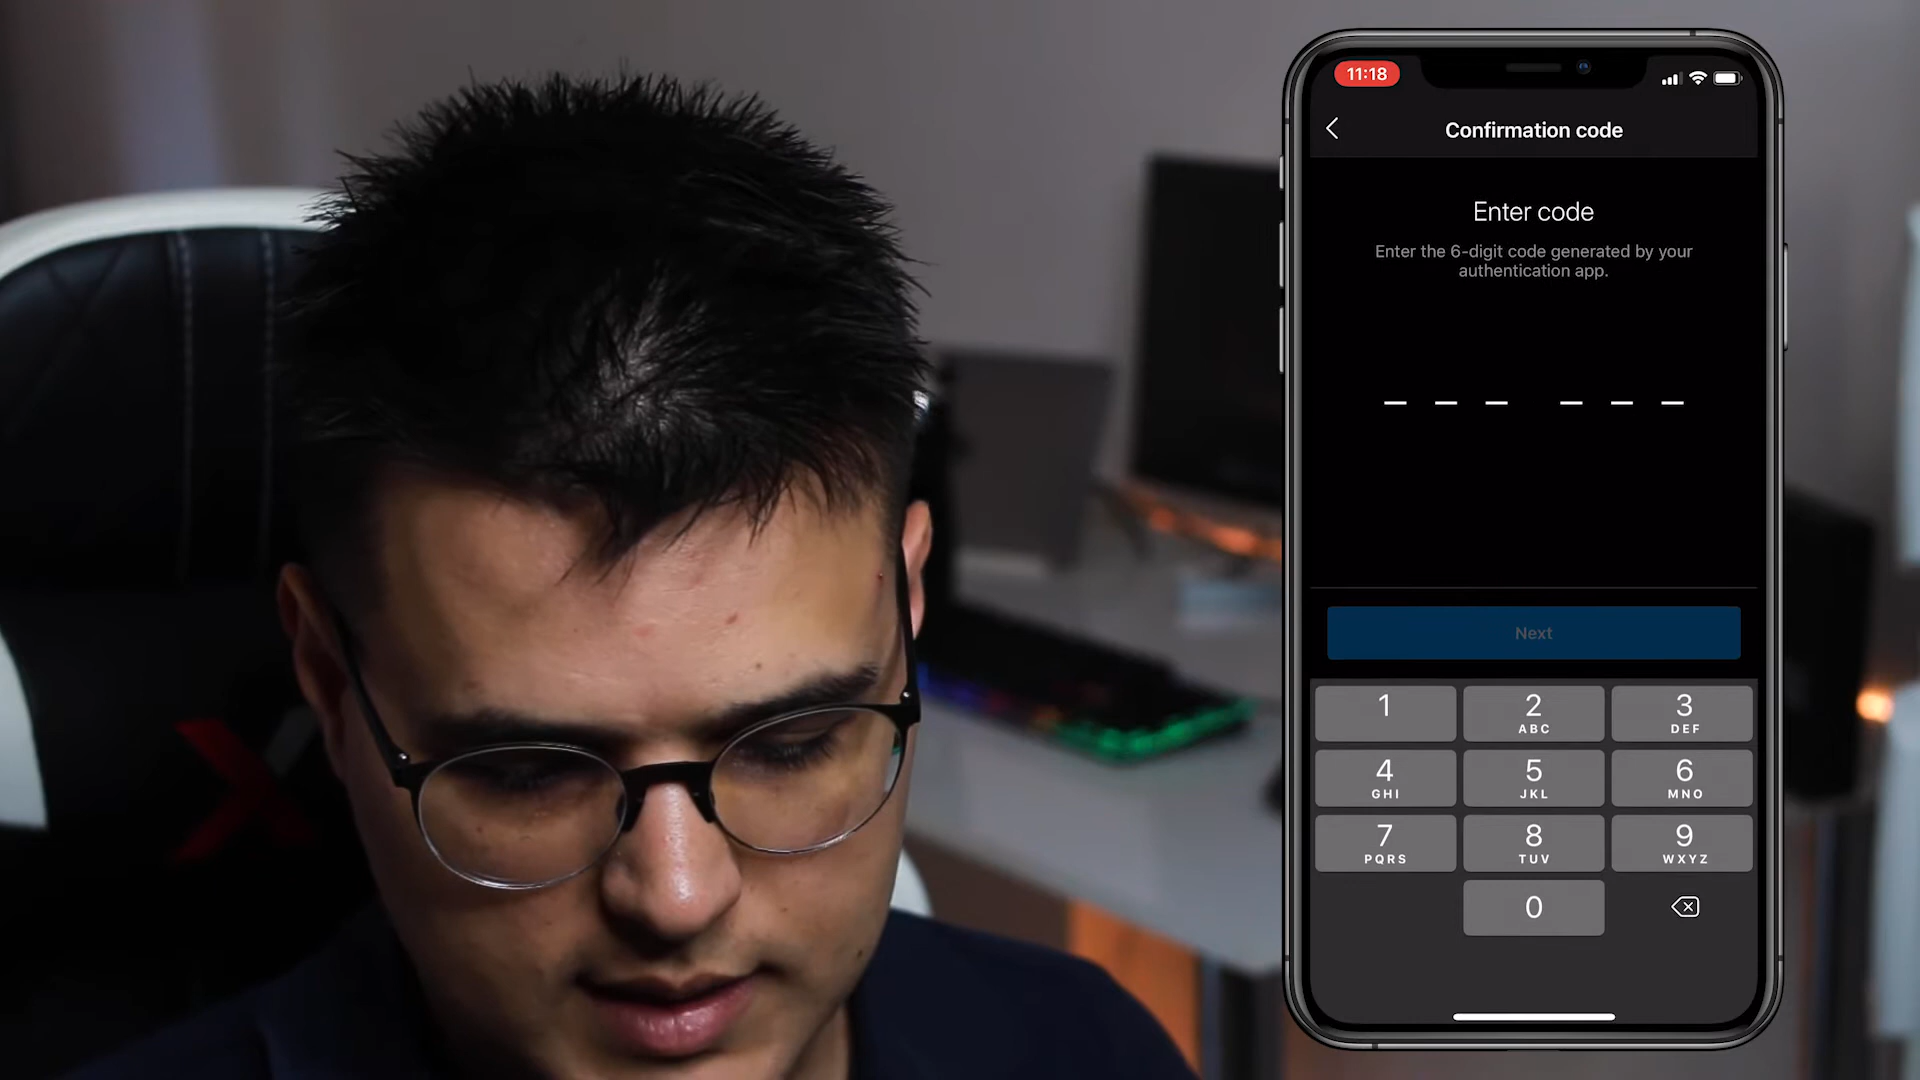 11:18
Confirmation code
Enter code
Enter the 6-digit code generated by your
authentication app.
Next
1
2
ABC
3
DEF
4
GHI
5
JKL
6
MNO
7
PQRS
8
TUV
9
WXYZ
0